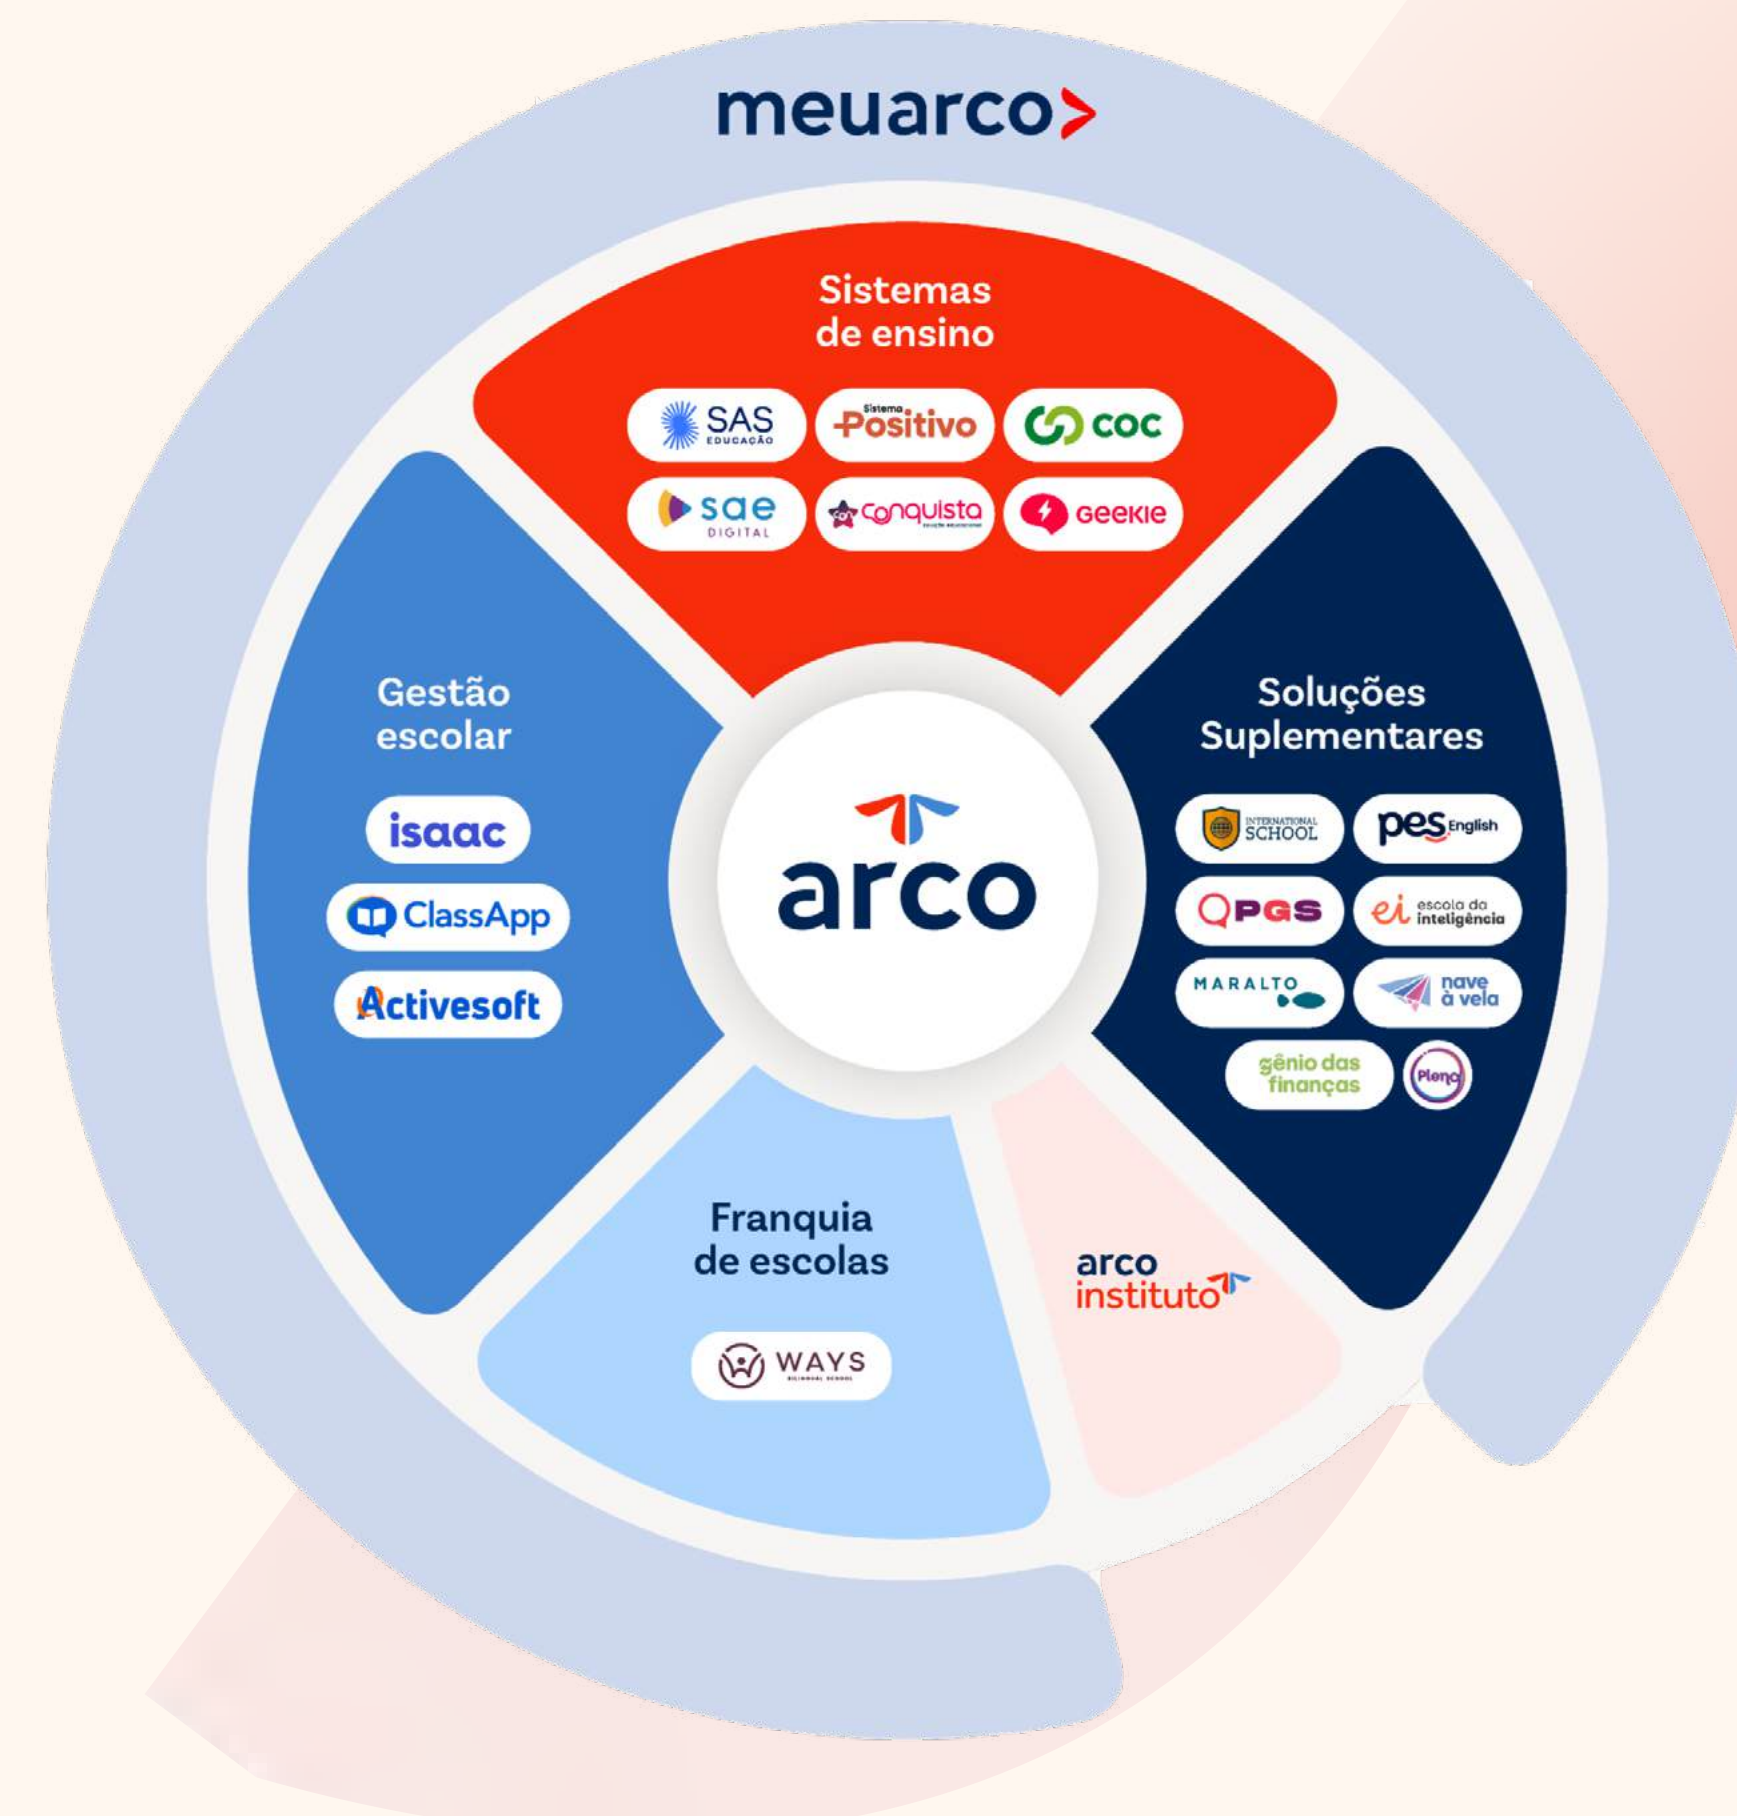 meuarco>
Sistemas
de ensino
SAS
EDUCAÇÃO
Sistema
Positivo
COC
sae
DIGITAL
conquista
GEEKIE
Gestão
escolar
isaac
ClassApp
Activesoft
arco
Soluções
Suplementares
INTERNATIONAL
SCHOOL
pes English
PGS
ei escola da
inteligência
MARALTO
nave
à vela
gênio das
finanças
Pleno
Franquia
de escolas
WAYS
BILINGUAL SCHOOL
arco
instituto